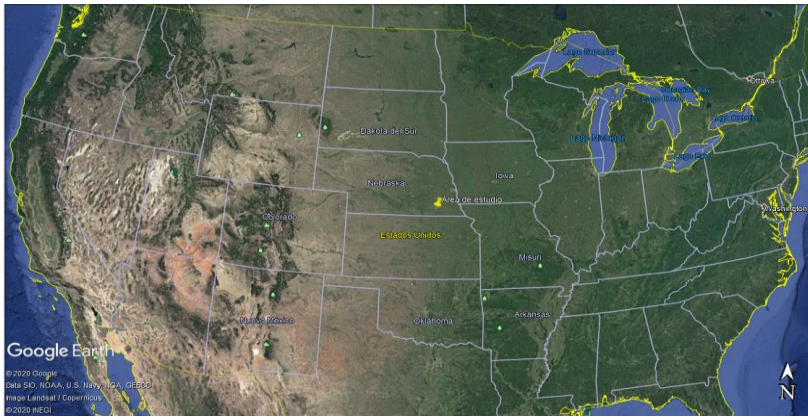 Lago Superior
Ottawa
Georgian Bay
Lago Hurón
Lago Ontario
Dakota del Sur
Lago Michigan
Lago Erie
Nebraska
Iowa
Área de estudio
Washington
Colorado
Estados Unidos
Misuri
Nuevo México
Oklahoma
Arkansas
Google Earth
© 2020 Google
Data SIO, NOAA, U.S. Navy, NGA, GEBCO
Image Landsat / Copernicus
© 2020 INEGI
N